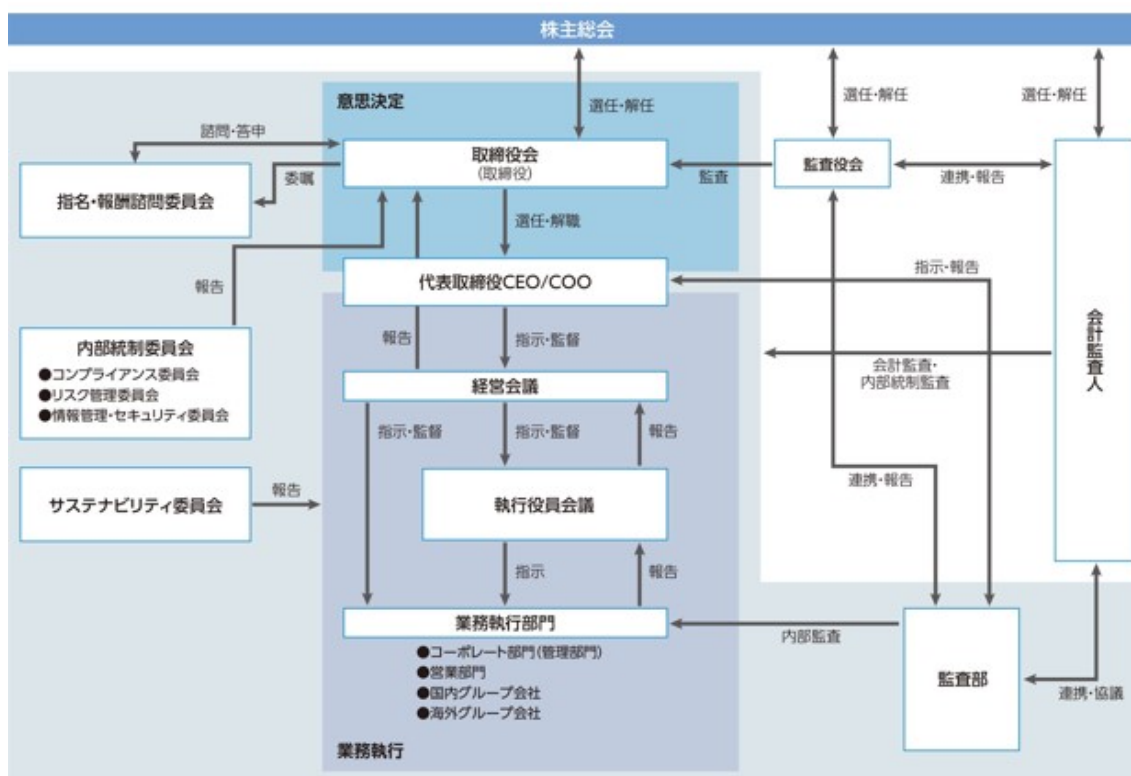 株主総会
意思決定
選任・解任
選任・解任
選任・解任
諮問・答申
取締役会
(取締役)
監査
監査役会
連携・報告
委嘱
指名・報酬諮問委員会
選任・解職
報告
代表取締役CEO/COO
指示・報告
会計監査人
内部統制委員会
●コンプライアンス委員会
●リスク管理委員会
●情報管理・セキュリティ委員会
報告
指示・監督
会計監査・
内部統制監査
経営会議
指示・監督
指示・監督
報告
サステナビリティ委員会
報告
執行役員会議
連携・報告
指示
報告
業務執行部門
●コーポレート部門(管理部門)
●営業部門
●国内グループ会社
●海外グループ会社
内部監査
監査部
連携・協議
業務執行